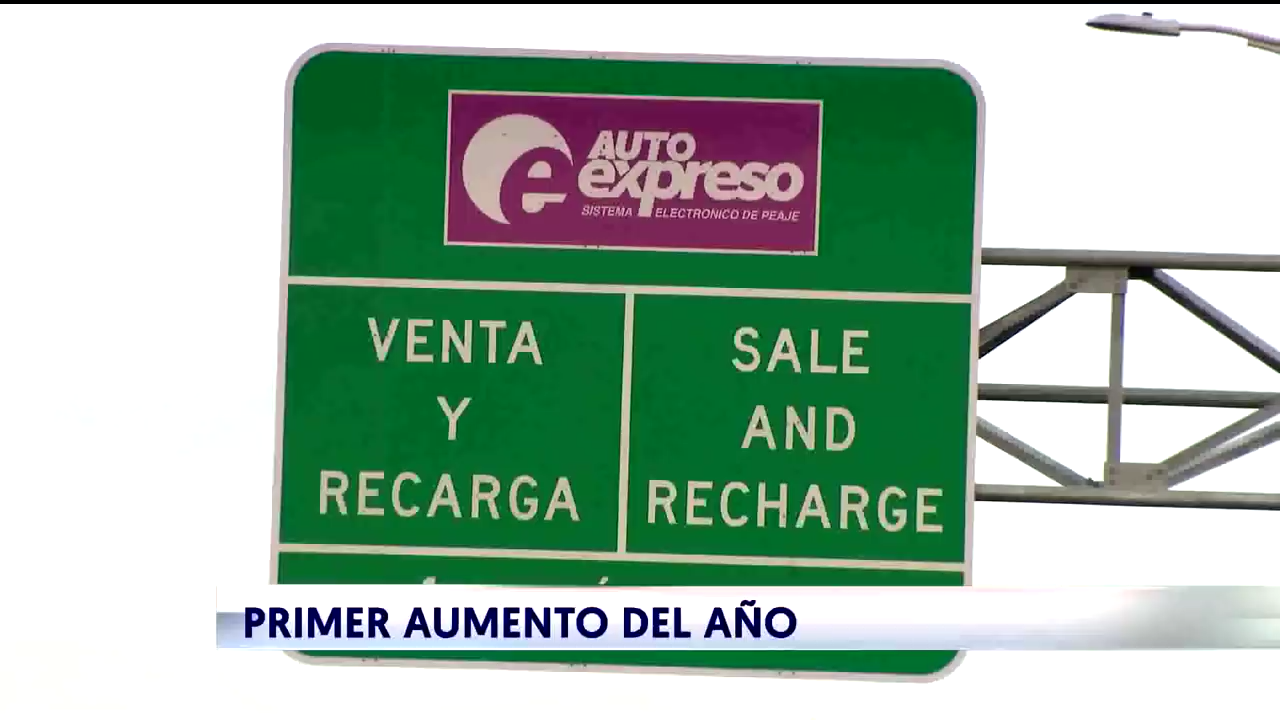 AUTO
expreso
SISTEMA ELECTRONICO DE PEAJE
VENTA
Y
RECARGA
SALE
AND
RECHARGE
PRIMER AUMENTO DEL AÑO